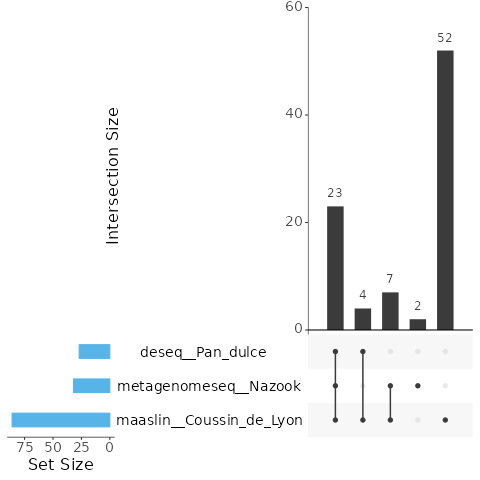 60
52
40
23
20
7
4
2
0
Intersection Size
deseq__Pan_dulce
metagenomeseq__Nazook
maaslin__Coussin_de_Lyon
75 50 25 0
Set Size